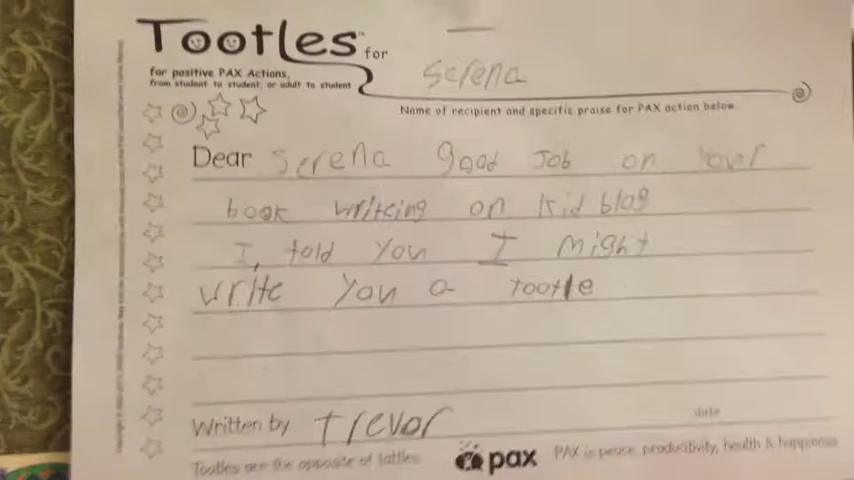 Tootles™ for Serena
for positive PAX Actions,
from student to student, or adult to student
Name of recipient and specific praise for PAX action below.
Dear Serena good Job on your
book writeing on Kid blog
I, told you I might
write you a tootle
Written by Trevor
date
Tootles are the opposite of tattles
pax PAX is peace, productivity, health & happiness